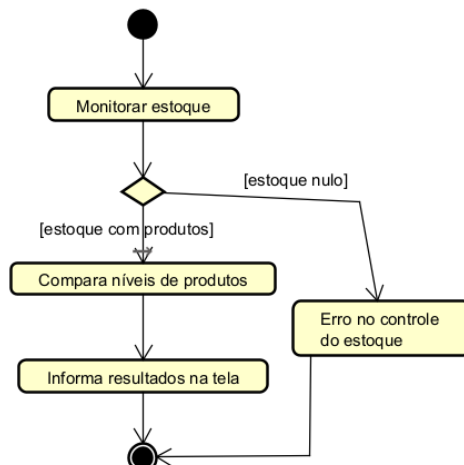 Monitorar estoque
[estoque nulo]
[estoque com produtos]
Compara níveis de produtos
Erro no controle
do estoque
Informa resultados na tela